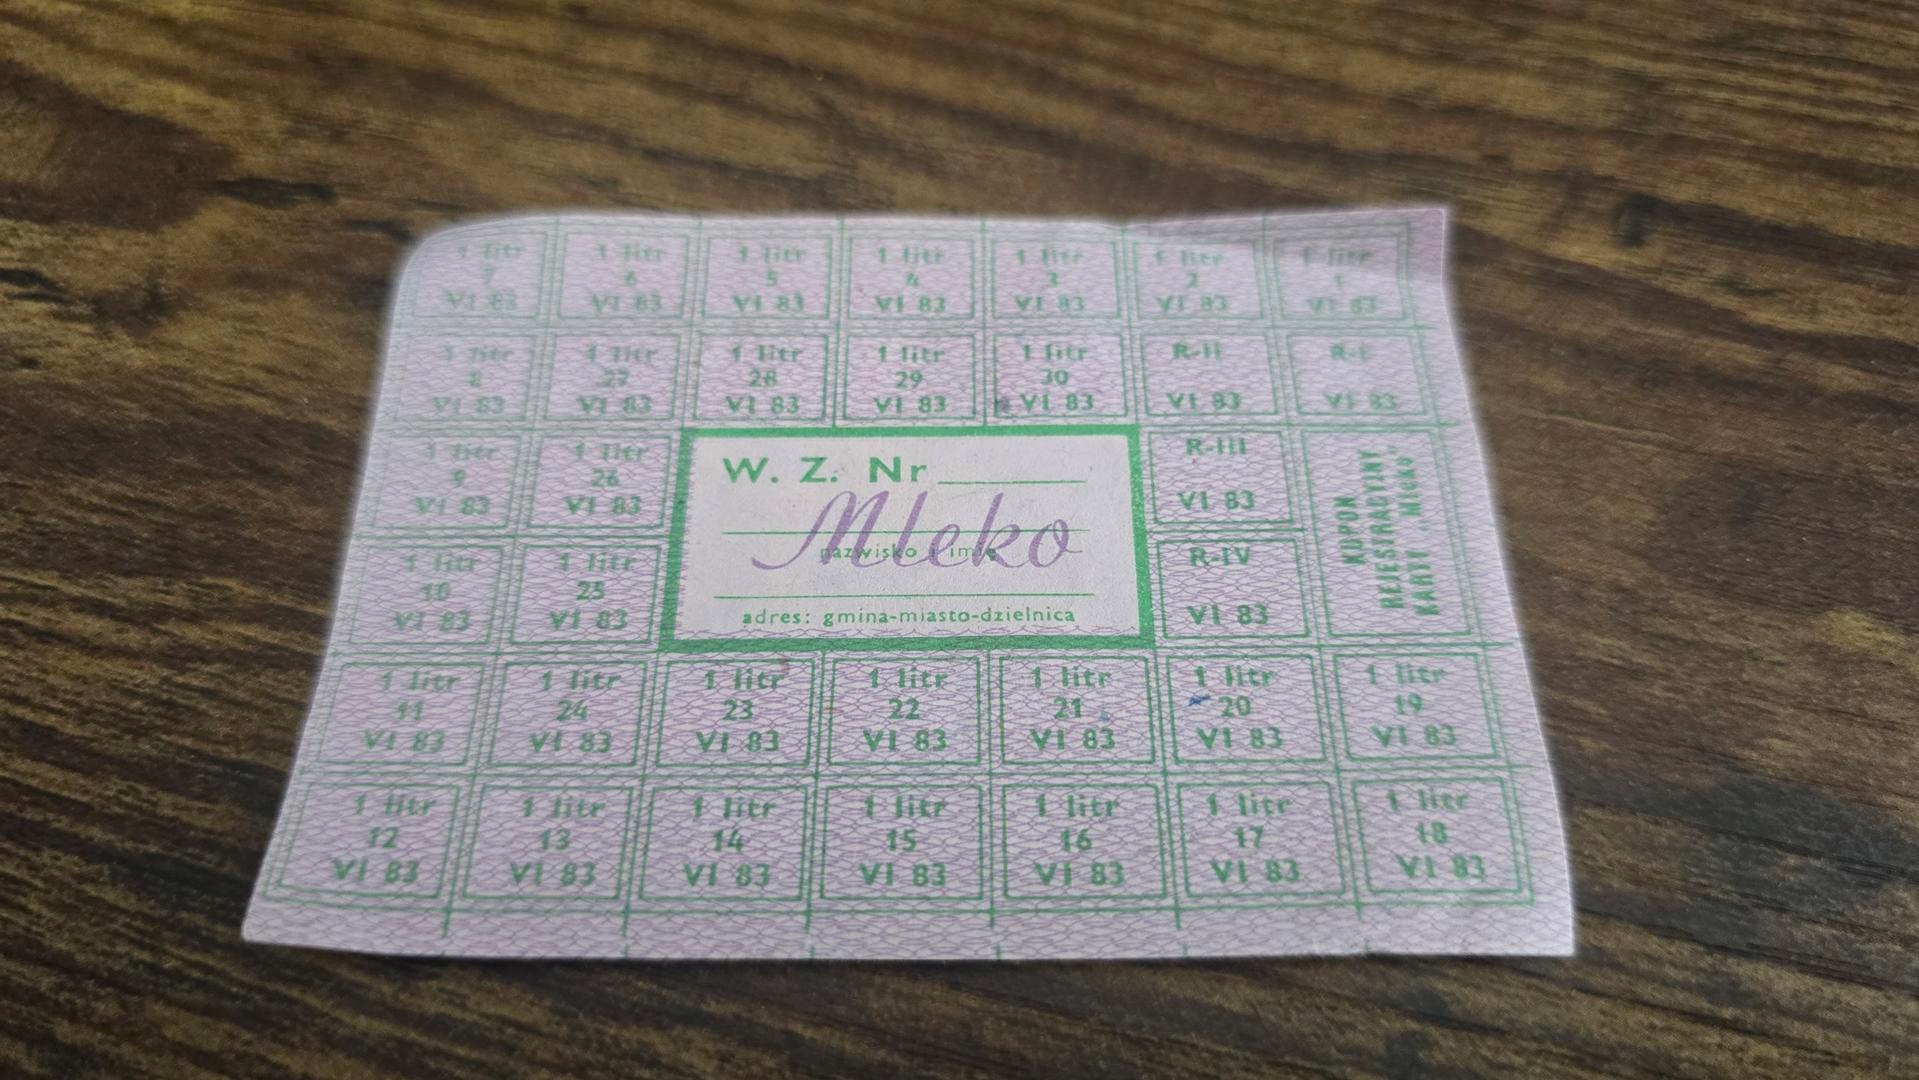 1 litr
7
VI 83
1 litr
6
VI 83
1 litr
5
VI 83
1 litr
4
VI 83
1 litr
3
VI 83
1 litr
2
VI 83
1 litr
1
VI 83
1 litr
8
VI 83
1 litr
27
VI 83
1 litr
28
VI 83
1 litr
29
VI 83
1 litr
30
VI 83
R-II
VI 83
R-I
VI 83
1 litr
9
VI 83
1 litr
26
VI 83
W. Z. Nr
Mleko
nazwisko i imię
adres: gmina-miasto-dzielnica
R-III
VI 83
KUPON
REJESTRACYJNY
KARTY „Mleko”
1 litr
10
VI 83
1 litr
25
VI 83
R-IV
VI 83
1 litr
11
VI 83
1 litr
24
VI 83
1 litr
23
VI 83
1 litr
22
VI 83
1 litr
21
VI 83
1 litr
20
VI 83
1 litr
19
VI 83
1 litr
12
VI 83
1 litr
13
VI 83
1 litr
14
VI 83
1 litr
15
VI 83
1 litr
16
VI 83
1 litr
17
VI 83
1 litr
18
VI 83